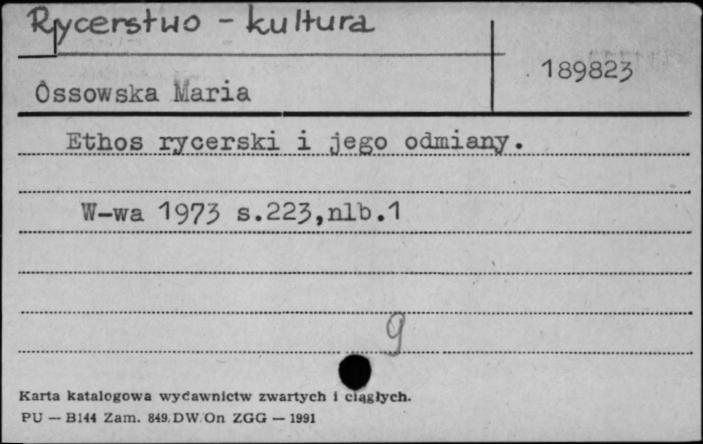 Rycerstwo - kultura
189823
Ossowska Maria
Ethos rycerski i jego odmiany.
W-wa 1973 s.223,nlb.1
9
Karta katalogowa wydawnictw zwartych i ciągłych.
PU — B144 Zam. 849. DW/On ZGG — 1991